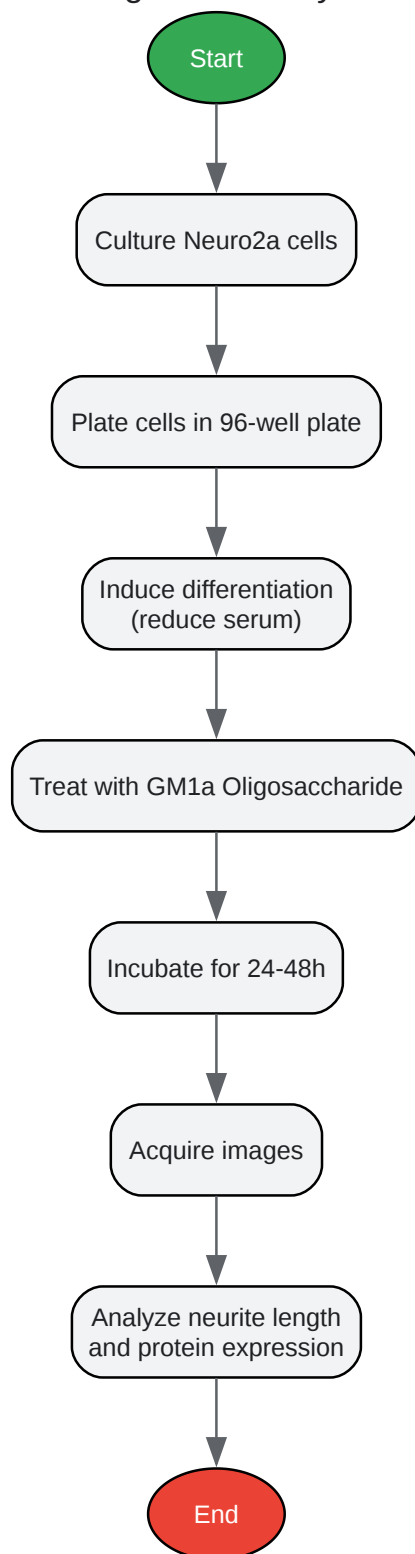 Start
Culture Neuro2a cells
Plate cells in 96-well plate
Induce differentiation
(reduce serum)
Treat with GM1a Oligosaccharide
Incubate for 24-48h
Acquire images
Analyze neurite length
and protein expression
End